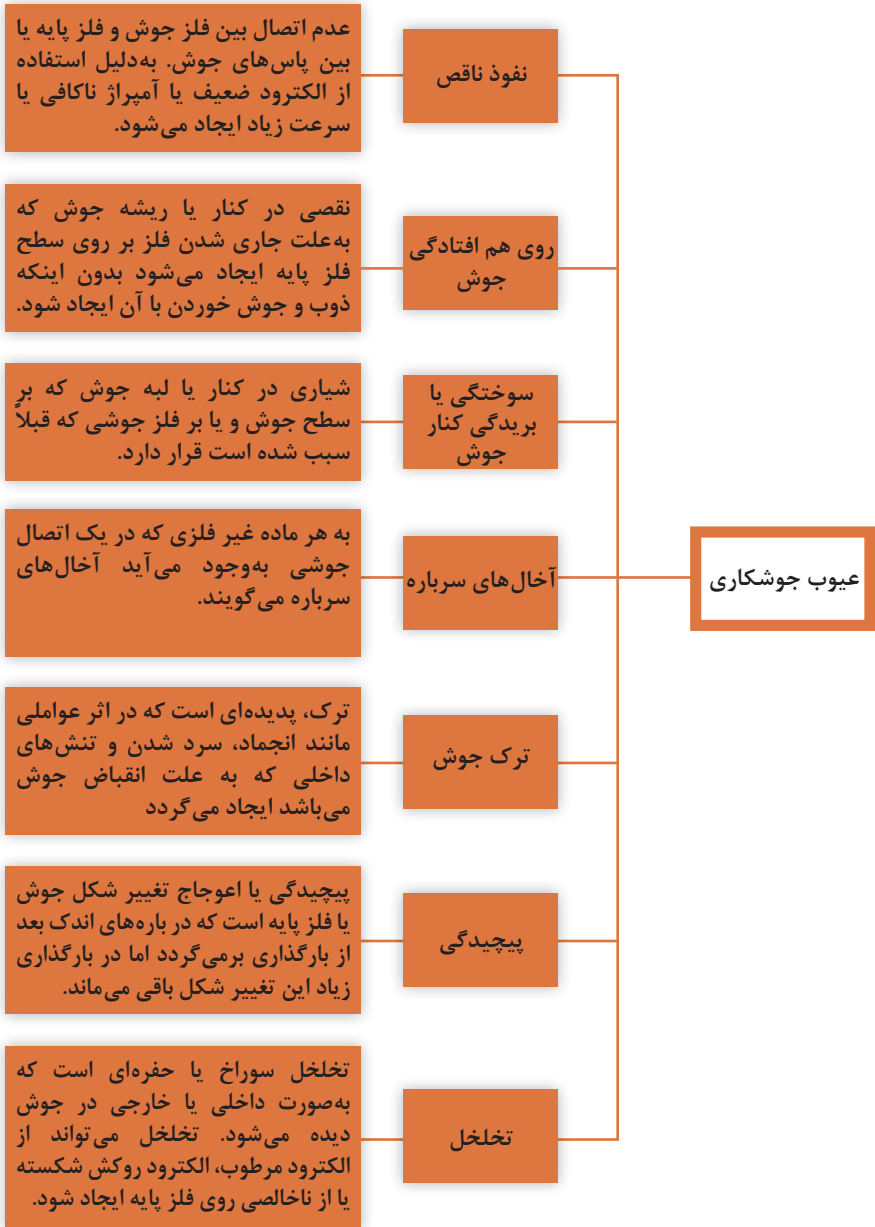 عیوب جوشکاری
نفوذ ناقص
عدم اتصال بین فلز جوش و فلز پایه یا
بین پاس‌های جوش. به‌دلیل استفاده
از الکترود ضعیف یا آمپراژ ناکافی یا
سرعت زیاد ایجاد می‌شود.
روی هم افتادگی
جوش
نقصی در کنار یا ریشه جوش که
به‌علت جاری شدن فلز بر روی سطح
فلز پایه ایجاد می‌شود بدون اینکه
ذوب و جوش خوردن با آن ایجاد شود.
سوختگی یا
بریدگی کنار
جوش
شیاری در کنار یا لبه جوش که بر
سطح جوش و یا بر فلز جوشی که قبلاً
سبب شده است قرار دارد.
آخال‌های سرباره
به هر ماده غیر فلزی که در یک اتصال
جوشی به‌وجود می‌آید آخال‌های
سرباره می‌گویند.
ترک جوش
ترک، پدیده‌ای است که در اثر عواملی
مانند انجماد، سرد شدن و تنش‌های
داخلی که به علت انقباض جوش
می‌باشد ایجاد می‌گردد
پیچیدگی
پیچیدگی یا اعوجاج تغییر شکل جوش
یا فلز پایه است که در باره‌های اندک بعد
از بارگذاری برمی‌گردد اما در بارگذاری
زیاد این تغییر شکل باقی می‌ماند.
تخلخل
تخلخل سوراخ یا حفره‌ای است که
به‌صورت داخلی یا خارجی در جوش
دیده می‌شود. تخلخل می‌تواند از
الکترود مرطوب، الکترود روکش شکسته
یا از ناخالصی روی فلز پایه ایجاد شود.